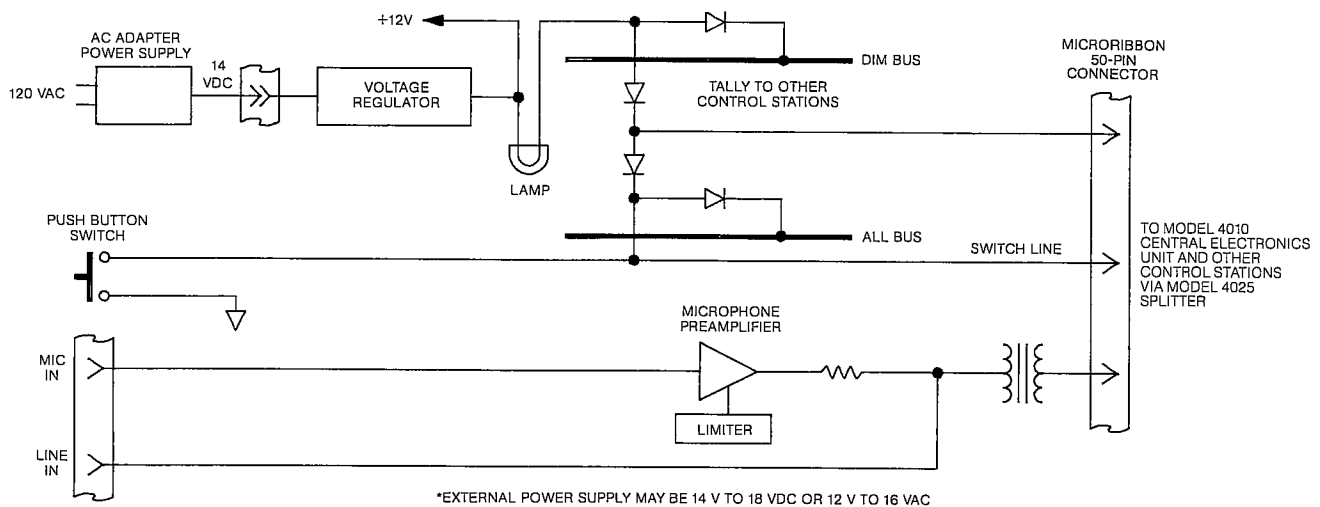 +12V
AC ADAPTER
POWER SUPPLY
14
VDC
120 VAC
VOLTAGE
REGULATOR
LAMP
DIM BUS
TALLY TO OTHER
CONTROL STATIONS
MICRORIBBON
50-PIN
CONNECTOR
PUSH BUTTON
SWITCH
ALL BUS
SWITCH LINE
TO MODEL 4010
CENTRAL ELECTRONICS
UNIT AND OTHER
CONTROL STATIONS
VIA MODEL 4025
SPLITTER
MICROPHONE
PREAMPLIFIER
MIC
IN
LIMITER
LINE
IN
*EXTERNAL POWER SUPPLY MAY BE 14 V TO 18 VDC OR 12 V TO 16 VAC